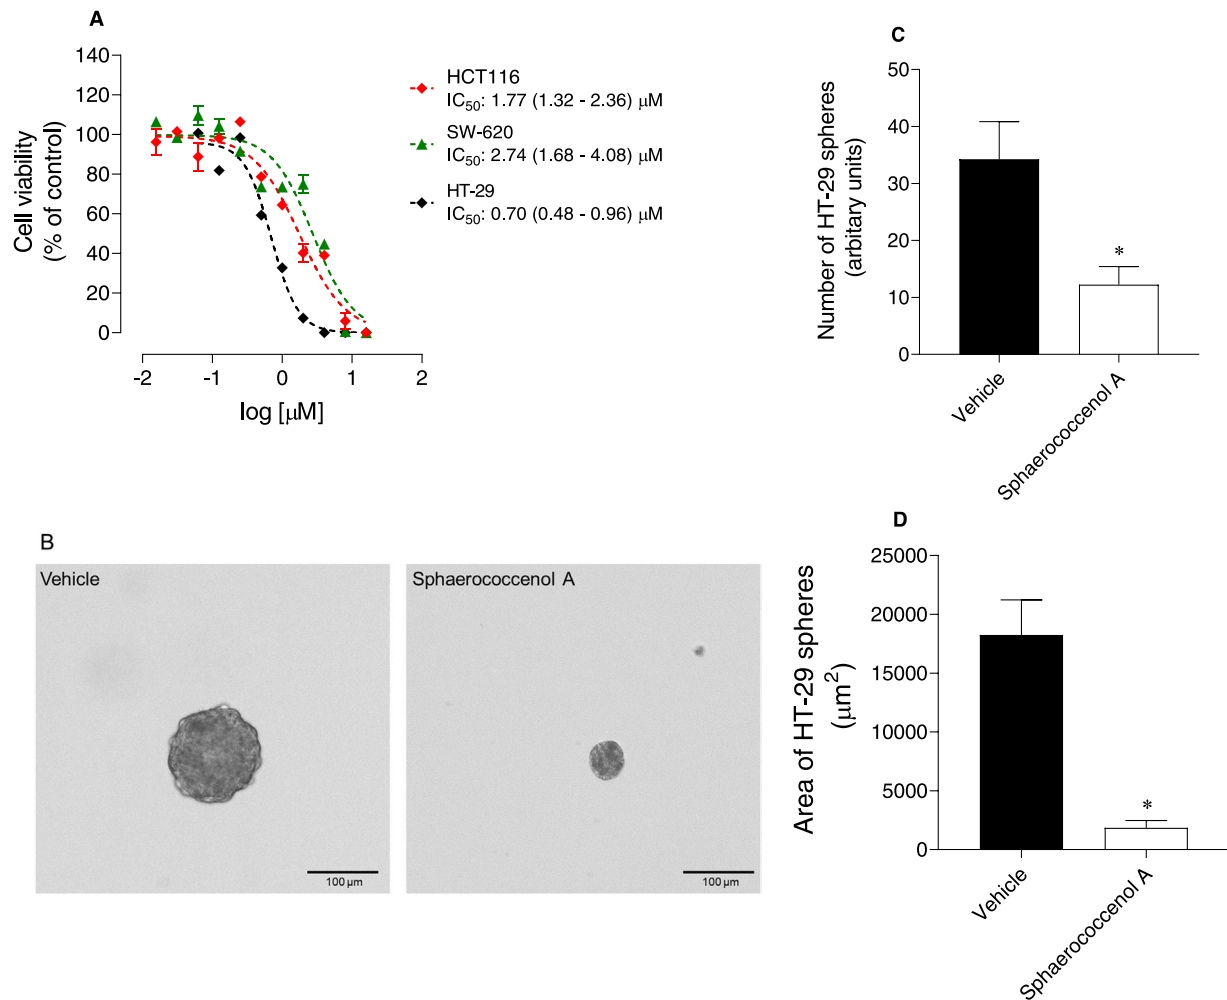 A
140
120
100
80
60
40
20
0
Cell viability
(% of control)
-2
-1
0
1
2
log [μM]
HCT116
IC50: 1.77 (1.32 - 2.36) μM
SW-620
IC50: 2.74 (1.68 - 4.08) μM
HT-29
IC50: 0.70 (0.48 - 0.96) μM
C
50
40
30
20
10
0
Number of HT-29 spheres
(arbitary units)
*
Vehicle
Sphaerococcenol A
B
Vehicle
100 μm
Sphaerococcenol A
100 μm
D
25000
20000
15000
10000
5000
0
Area of HT-29 spheres
(μm2)
*
Vehicle
Sphaerococcenol A